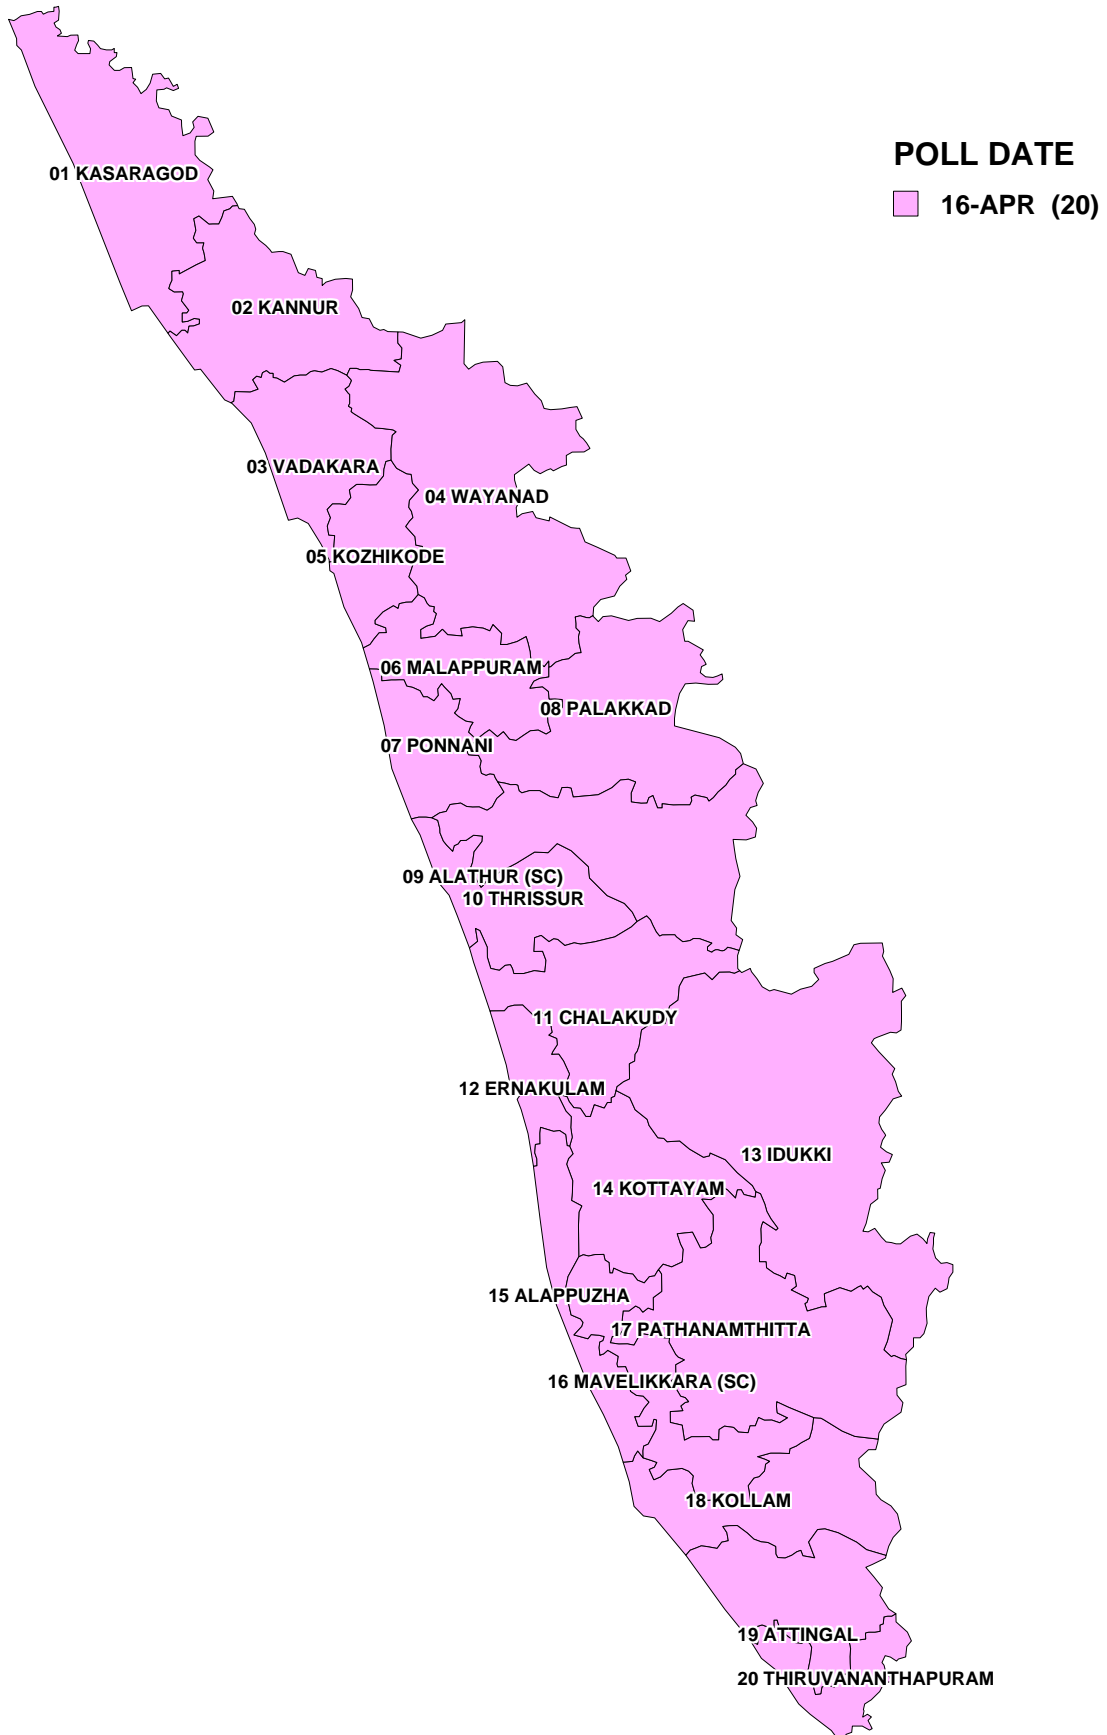 POLL DATE
16-APR (20)
01 KASARAGOD
02 KANNUR
03 VADAKARA
04 WAYANAD
05 KOZHIKODE
06 MALAPPURAM
08 PALAKKAD
07 PONNANI
09 ALATHUR (SC)
10 THRISSUR
11 CHALAKUDY
12 ERNAKULAM
13 IDUKKI
14 KOTTAYAM
15 ALAPPUZHA
17 PATHANAMTHITTA
16 MAVELIKKARA (SC)
18 KOLLAM
19 ATTINGAL
20 THIRUVANANTHAPURAM